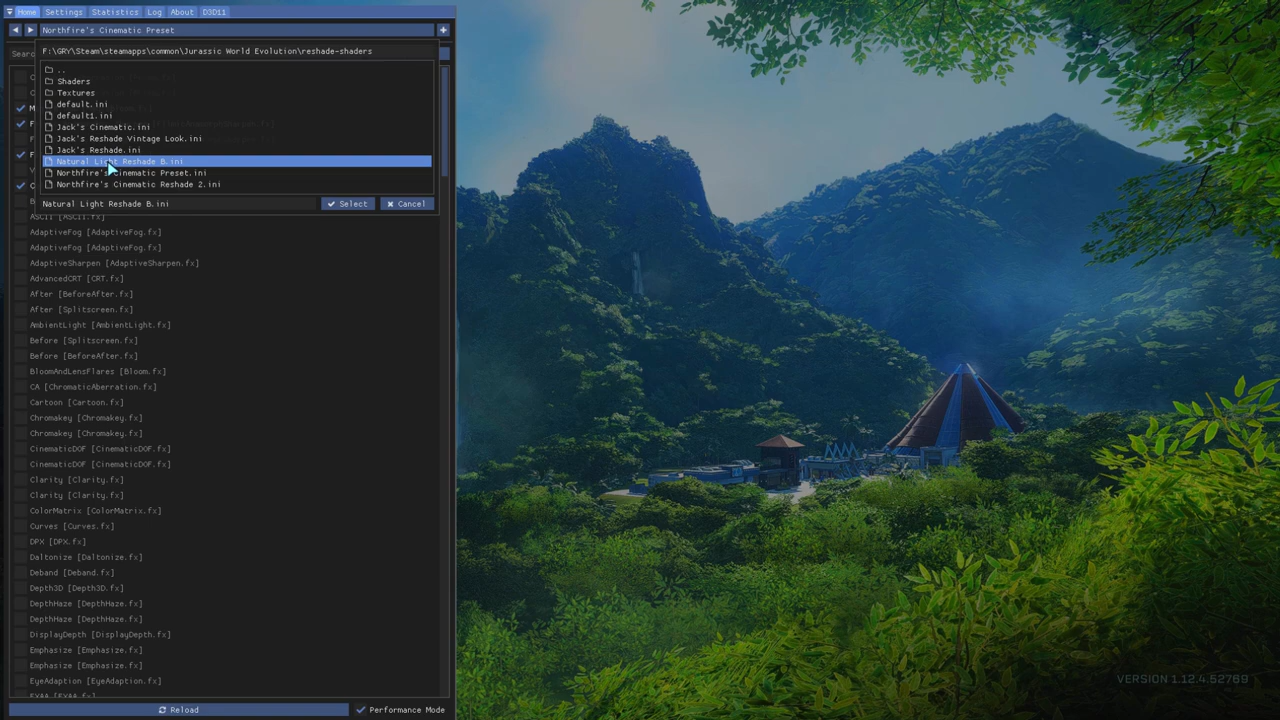 Home Settings Statistics Log About D3D11
Northfire's Cinematic Preset +
Sear
F:\GRY\Steam\steamapps\common\Jurassic World Evolution\reshade-shaders
..
Shaders
Textures
default.ini
default1.ini
Jack's Cinematic.ini
Jack's Reshade Vintage Look.ini
Jack's Reshade.ini
Natural Light Reshade B.ini
Northfire's Cinematic Preset.ini
Northfire's Cinematic Reshade 2.ini
Natural Light Reshade B.ini Select Cancel
ASCII [ASCII.fx]
AdaptiveFog [AdaptiveFog.fx]
AdaptiveFog [AdaptiveFog.fx]
AdaptiveSharpen [AdaptiveSharpen.fx]
AdvancedCRT [CRT.fx]
After [BeforeAfter.fx]
After [Splitscreen.fx]
AmbientLight [AmbientLight.fx]
Before [Splitscreen.fx]
Before [BeforeAfter.fx]
BloomAndLensFlares [Bloom.fx]
CA [ChromaticAberration.fx]
Cartoon [Cartoon.fx]
Chromakey [Chromakey.fx]
Chromakey [Chromakey.fx]
CinematicDOF [CinematicDOF.fx]
CinematicDOF [CinematicDOF.fx]
Clarity [Clarity.fx]
Clarity [Clarity.fx]
ColorMatrix [ColorMatrix.fx]
Curves [Curves.fx]
DPX [DPX.fx]
Daltonize [Daltonize.fx]
Deband [Deband.fx]
Depth3D [Depth3D.fx]
DepthHaze [DepthHaze.fx]
DepthHaze [DepthHaze.fx]
DisplayDepth [DisplayDepth.fx]
Emphasize [Emphasize.fx]
Emphasize [Emphasize.fx]
EyeAdaption [EyeAdaption.fx]
FXAA [FXAA.fx]
Reload Performance Mode
VERSION 1.12.4.52769